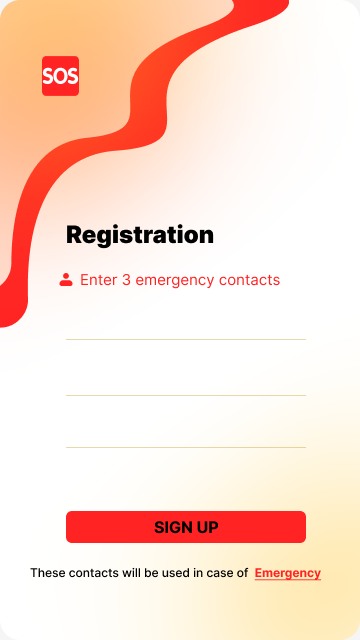 SOS
Registration
Enter 3 emergency contacts
SIGN UP
These contacts will be used in case of Emergency